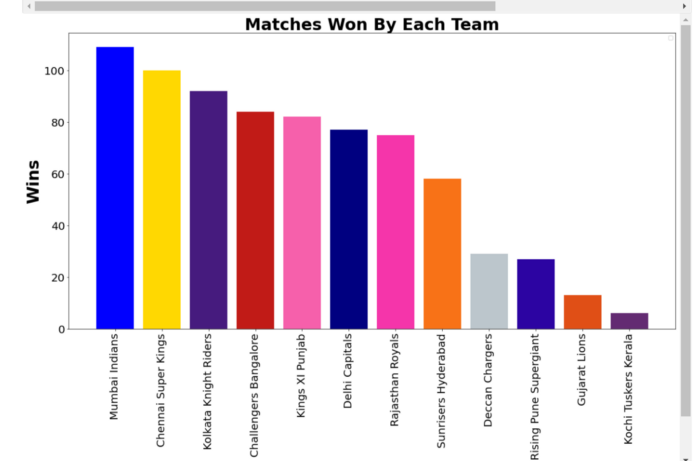 Matches Won By Each Team
Wins
100
80
60
40
20
0
Mumbai Indians
Chennai Super Kings
Kolkata Knight Riders
Challengers Bangalore
Kings XI Punjab
Delhi Capitals
Rajasthan Royals
Sunrisers Hyderabad
Deccan Chargers
Rising Pune Supergiant
Gujarat Lions
Kochi Tuskers Kerala